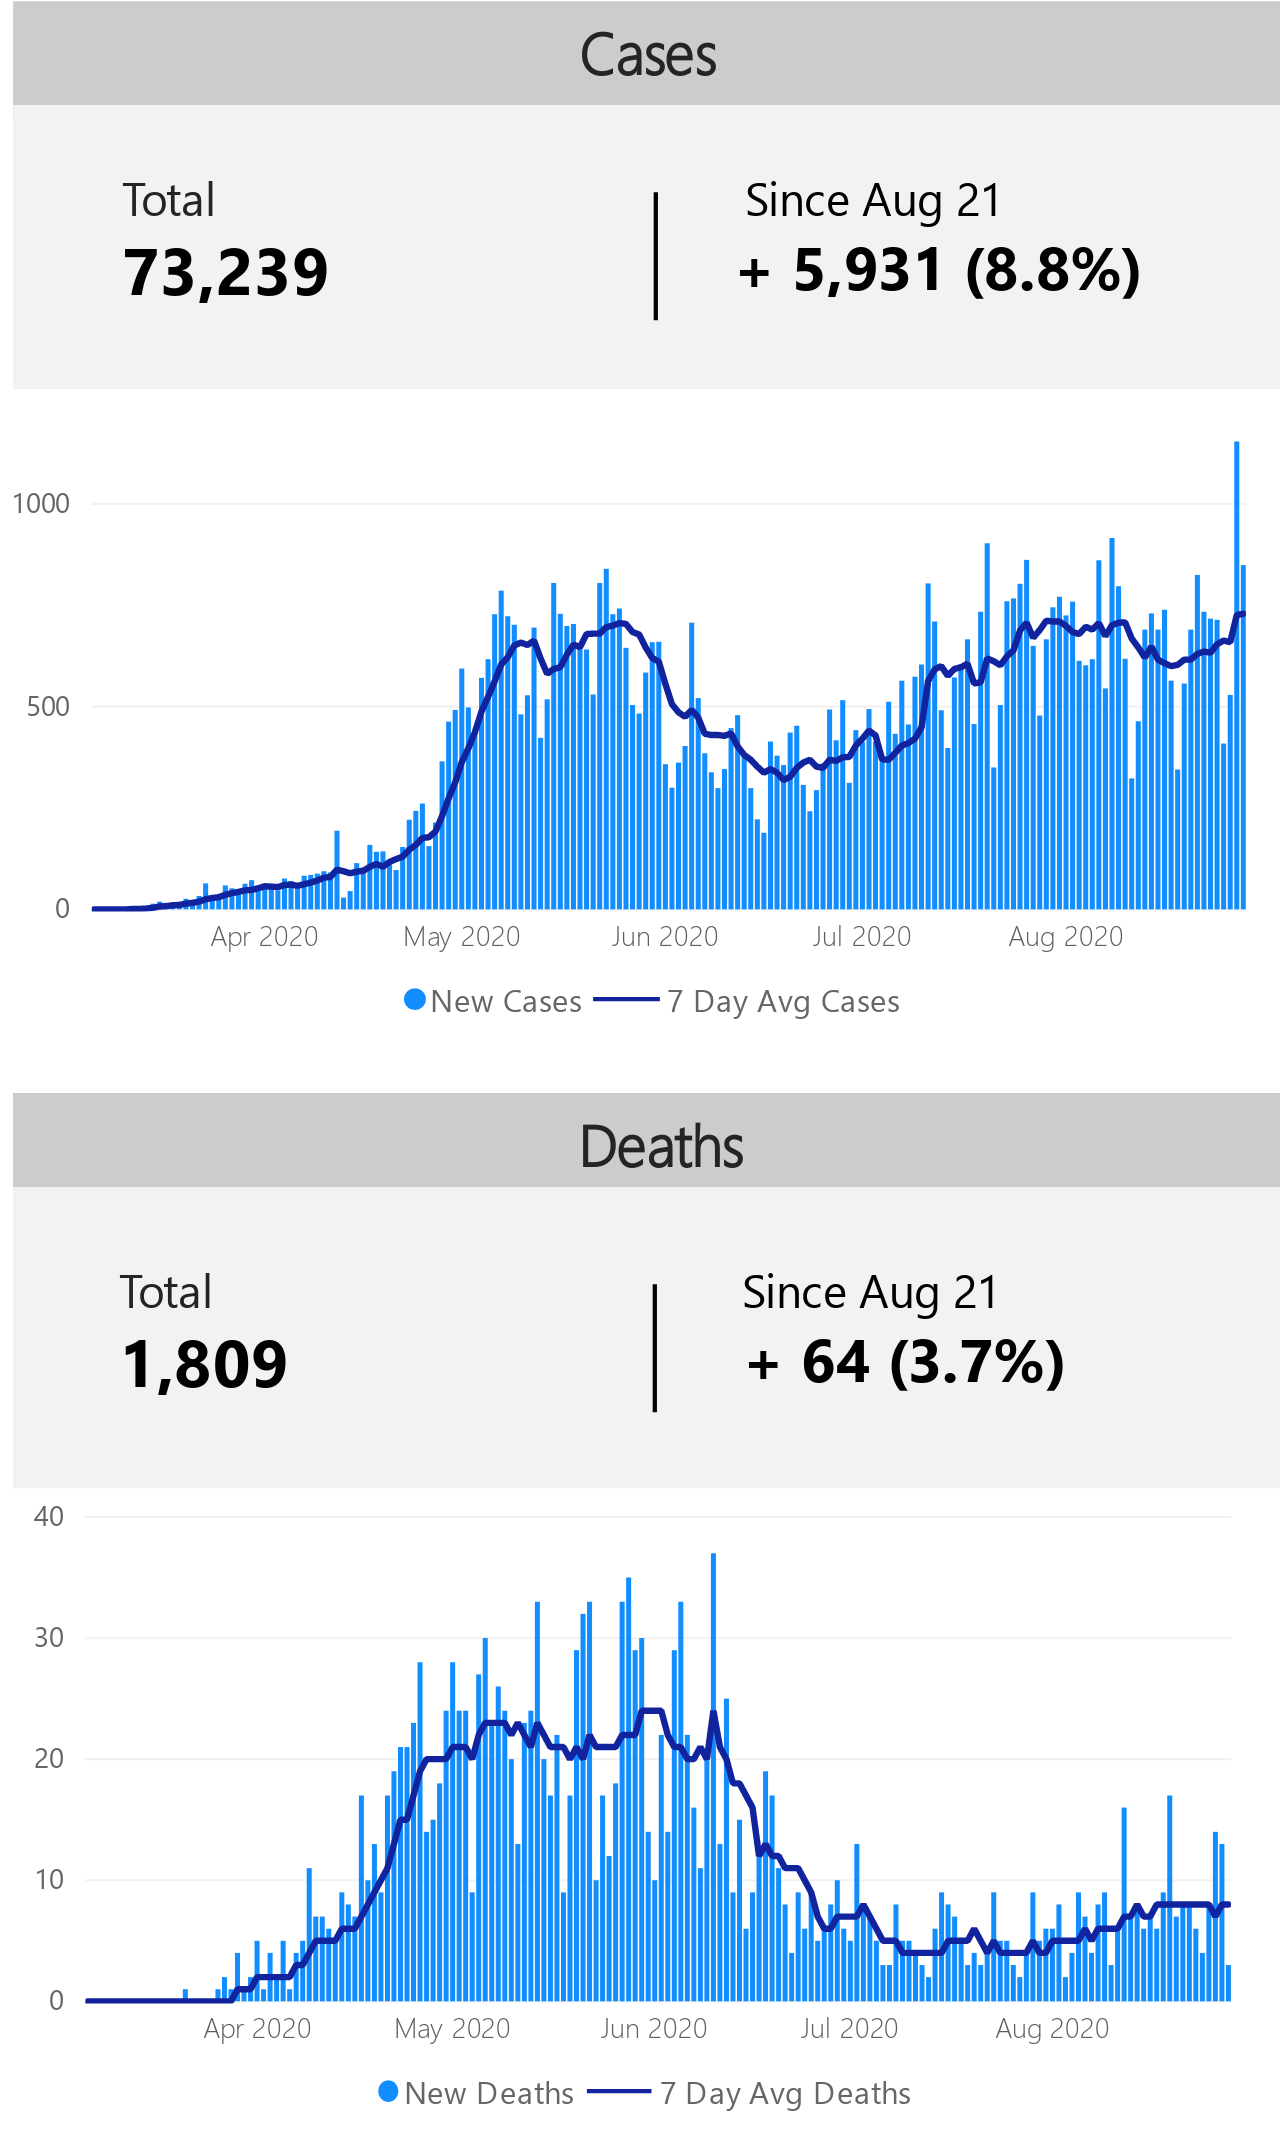 Cases
Total
Since Aug 21
73,239
+ 5,931 (8.8%)
1000
500
0
Apr 2020
May 2020
Jun 2020
Jul 2020
Aug 2020
New Cases
7 Day Avg Cases
Deaths
Total
Since Aug 21
1,809
+ 64 (3.7%)
40
30
20
10
0
Apr 2020
May 2020
Jun 2020
Jul 2020
Aug 2020
New Deaths
7 Day Avg Deaths